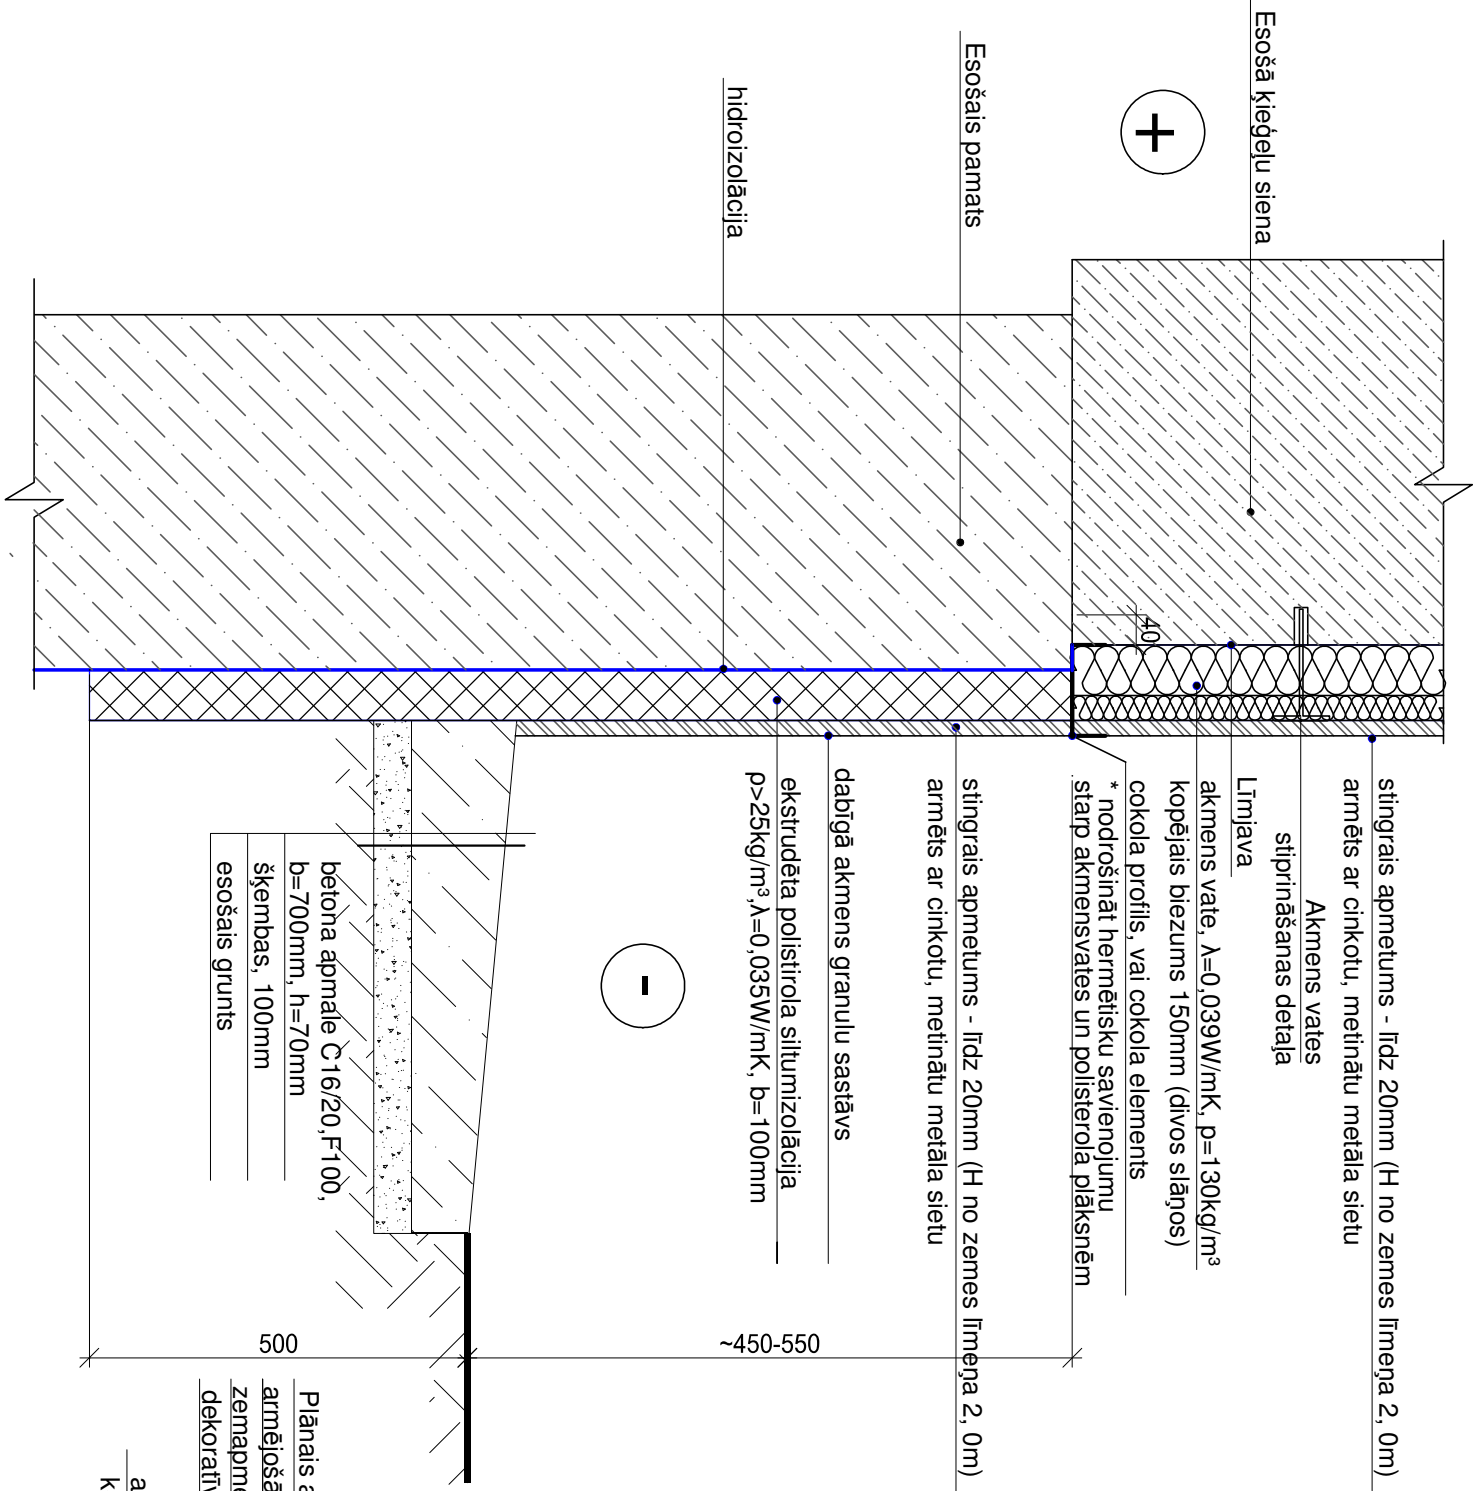 Esošā ķieģeļu siena
+
Esošais pamats
hidroizolācija
40
stingrais apmetums - līdz 20mm (H no zemes līmeņa 2, 0m)
armēts ar cinkotu, metinātu metāla sietu
Akmens vates
stiprināšanas detaļa
Līmjava
akmens vate, λ=0,039W/mK, p=130kg/m³
kopējais biezums 150mm (divos slāņos)
cokola profils, vai cokola elements
* nodrošināt hermētisku savienojumu
starp akmensvates un polisterola plāksnēm
stingrais apmetums - līdz 20mm (H no zemes līmeņa 2, 0m)
armēts ar cinkotu, metinātu metāla sietu
dabīgā akmens granulu sastāvs
ekstrudēta polistirola siltumizolācija
ρ>25kg/m³,λ=0,035W/mK, b=100mm
-
betona apmale C16/20,F100,
b=700mm, h=70mm
šķembas, 100mm
esošais grunts
500
~450-550
Plānais a
armējošā
zemapme
dekoratīv
a
k